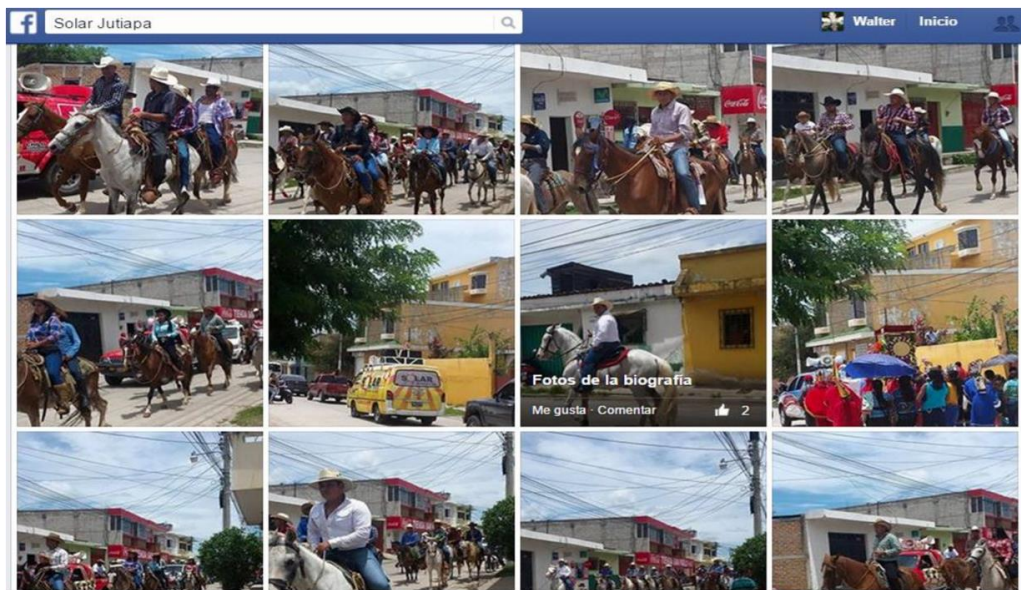 Solar Jutiapa
Walter
Inicio
Coca-Cola
SOLAR
Fotos de la biografía
Me gusta · Comentar
2